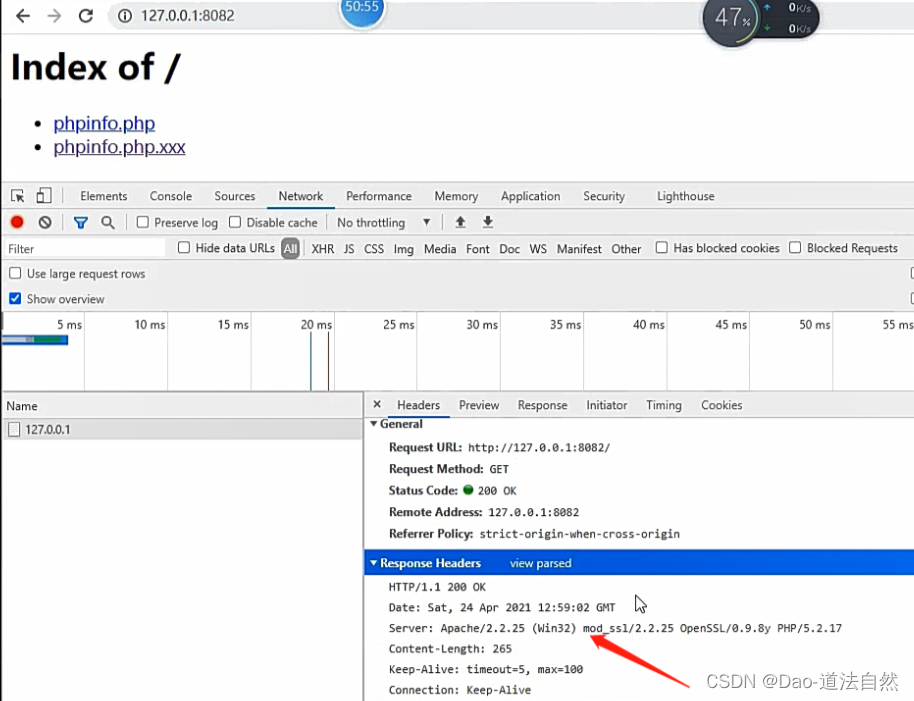 127.0.0.1:8082
50:55
47%
0K/s
0K/s
Index of /
phpinfo.php
phpinfo.php.xxx
Elements Console Sources Network Performance Memory Application Security Lighthouse
Preserve log Disable cache No throttling
Filter Hide data URLs All XHR JS CSS Img Media Font Doc WS Manifest Other Has blocked cookies Blocked Requests
Use large request rows
Show overview
5 ms 10 ms 15 ms 20 ms 25 ms 30 ms 35 ms 40 ms 45 ms 50 ms 55 ms
Name
127.0.0.1
Headers Preview Response Initiator Timing Cookies
General
Request URL: http://127.0.0.1:8082/
Request Method: GET
Status Code: 200 OK
Remote Address: 127.0.0.1:8082
Referrer Policy: strict-origin-when-cross-origin
Response Headers view parsed
HTTP/1.1 200 OK
Date: Sat, 24 Apr 2021 12:59:02 GMT
Server: Apache/2.2.25 (Win32) mod_ssl/2.2.25 OpenSSL/0.9.8y PHP/5.2.17
Content-Length: 265
Keep-Alive: timeout=5, max=100
Connection: Keep-Alive
CSDN @Dao-道法自然